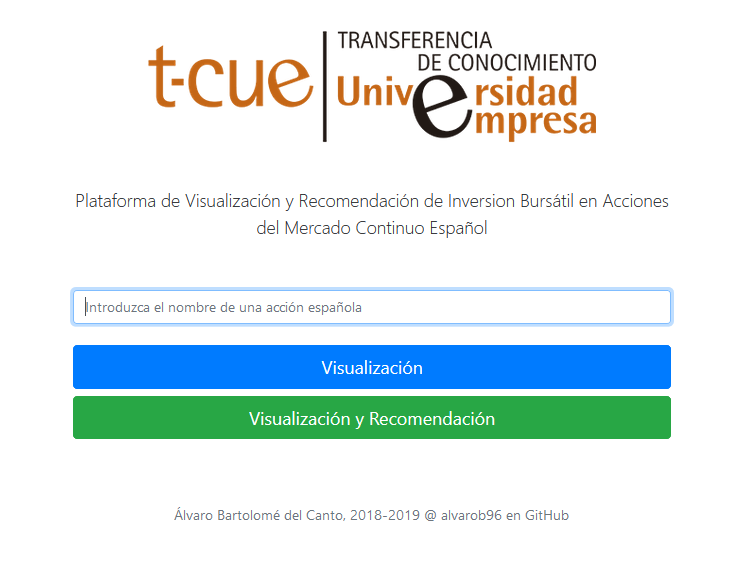 t-cue
TRANSFERENCIA
DE CONOCIMIENTO
Universidad
Empresa
Plataforma de Visualización y Recomendación de Inversion Bursátil en Acciones
del Mercado Continuo Español
Introduzca el nombre de una acción española
Visualización
Visualización y Recomendación
Álvaro Bartolomé del Canto, 2018-2019 @ alvarob96 en GitHub